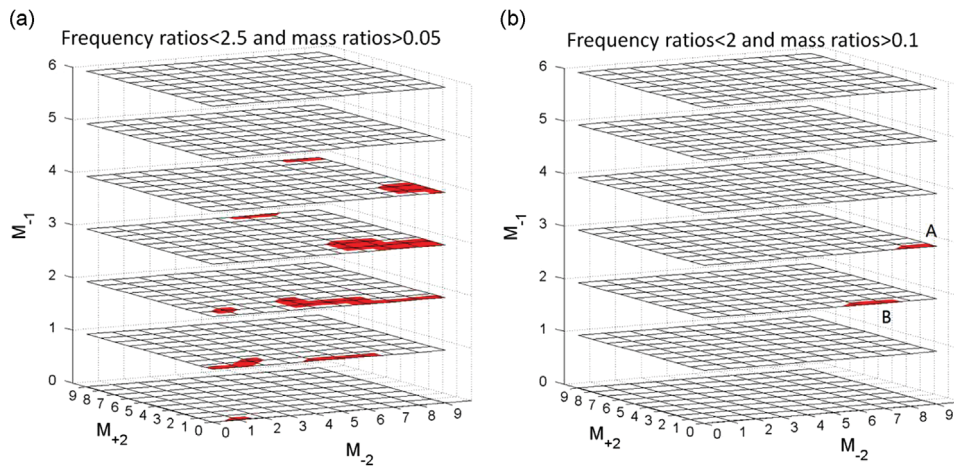 (a)
Frequency ratios<2.5 and mass ratios>0.05
6
5
4
3
2
1
0
M-1
9 8 7 6 5 4 3 2 1 0
M+2
0 1 2 3 4 5 6 7 8 9
M-2
(b)
Frequency ratios<2 and mass ratios>0.1
6
5
4
3
2
1
0
M-1
A
B
9 8 7 6 5 4 3 2 1 0
M+2
0 1 2 3 4 5 6 7 8 9
M-2